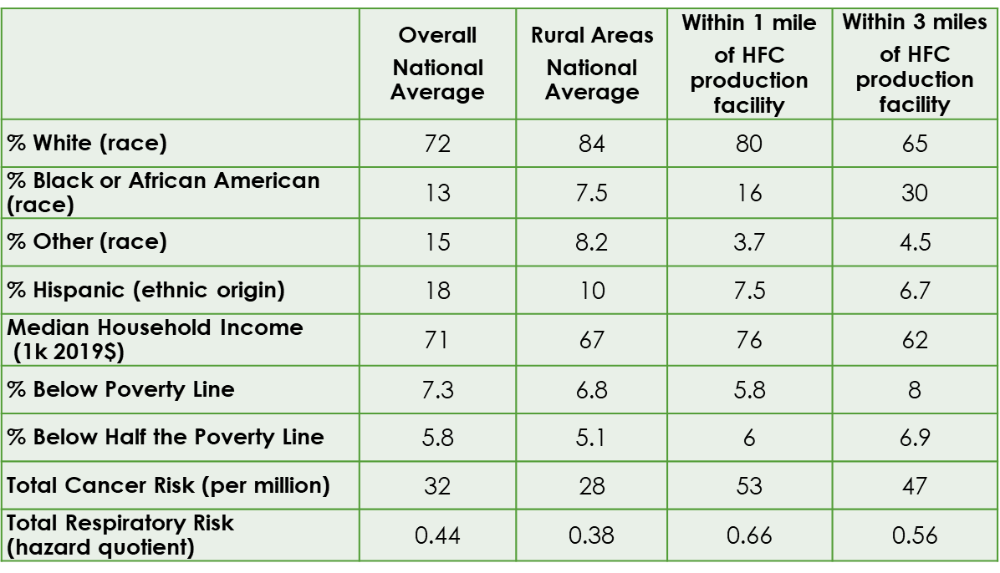 Overall
National
Average
Rural Areas
National
Average
Within 1 mile
of HFC
production
facility
Within 3 miles
of HFC
production
facility
% White (race)
72
84
80
65
% Black or African American
(race)
13
7.5
16
30
% Other (race)
15
8.2
3.7
4.5
% Hispanic (ethnic origin)
18
10
7.5
6.7
Median Household Income
(1k 2019$)
71
67
76
62
% Below Poverty Line
7.3
6.8
5.8
8
% Below Half the Poverty Line
5.8
5.1
6
6.9
Total Cancer Risk (per million)
32
28
53
47
Total Respiratory Risk
(hazard quotient)
0.44
0.38
0.66
0.56